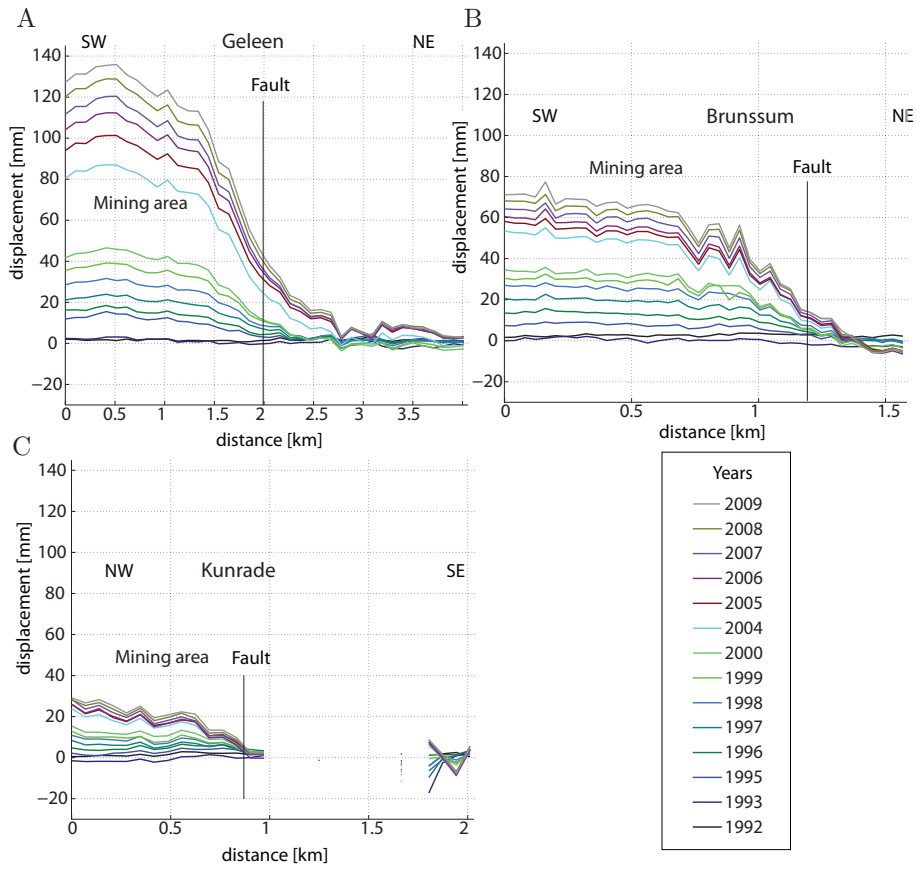 A
SW Geleen NE
140
120
100
80
60
40
20
0
−20
displacement [mm]
Fault
Mining area
0 0.5 1 1.5 2 2.5 3 3.5
distance [km]
B
140
120
100
80
60
40
20
0
−20
displacement [mm]
SW Brunssum NE
Mining area
Fault
0 0.5 1 1.5
distance [km]
C
140
120
100
80
60
40
20
0
−20
displacement [mm]
NW Kunrade SE
Mining area Fault
0 0.5 1 1.5 2
distance [km]
Years
2009
2008
2007
2006
2005
2004
2000
1999
1998
1997
1996
1995
1993
1992